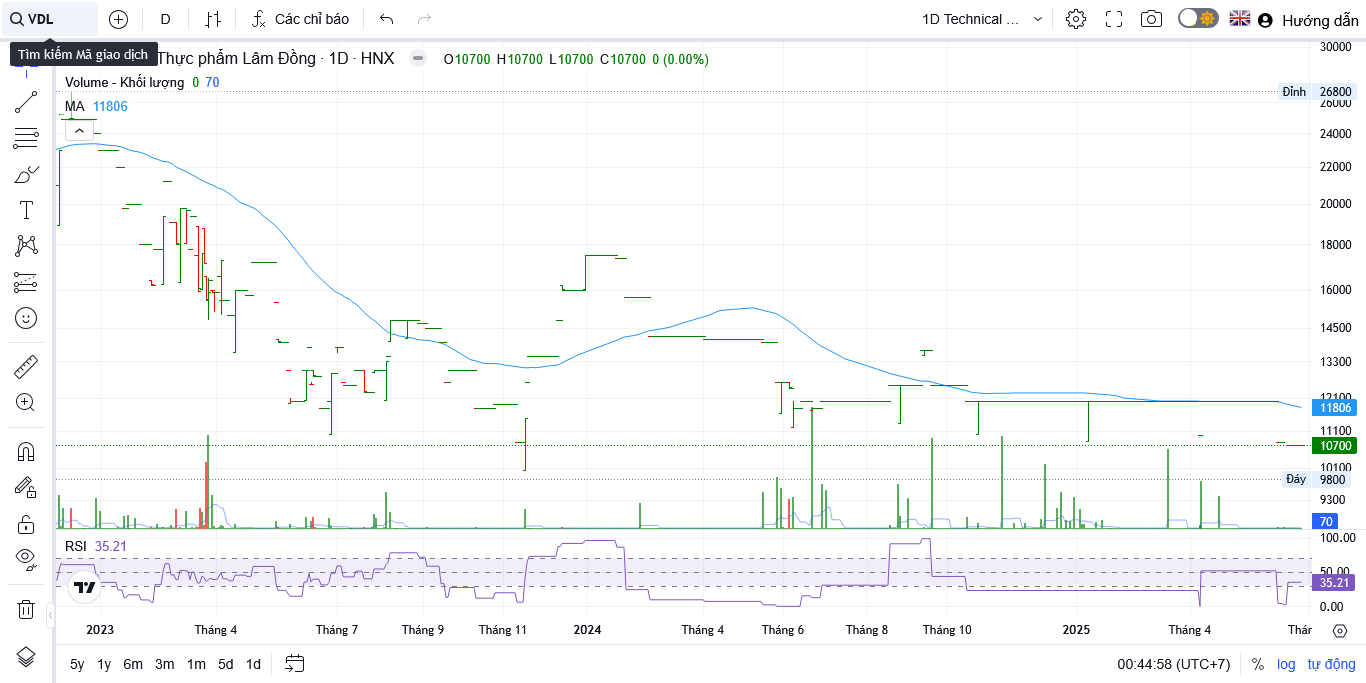 VDL
D
Các chỉ báo
1D Technical ...
Hướng dẫn
Tìm kiếm Mã giao dịch
Thực phẩm Lâm Đồng · 1D · HNX
O10700 H10700 L10700 C10700 0 (0.00%)
Volume - Khối lượng 0 70
MA 11806
30000
Đỉnh 26800
26000
24000
22000
20000
18000
16000
14500
13300
12100
11806
11100
10700
10100
Đáy 9800
9300
70
RSI 35.21
100.00
50.00
35.21
0.00
2023 Tháng 4 Tháng 7 Tháng 9 Tháng 11 2024 Tháng 4 Tháng 6 Tháng 8 Tháng 10 2025 Tháng 4 Thár
5y 1y 6m 3m 1m 5d 1d
00:44:58 (UTC+7) % log tự động